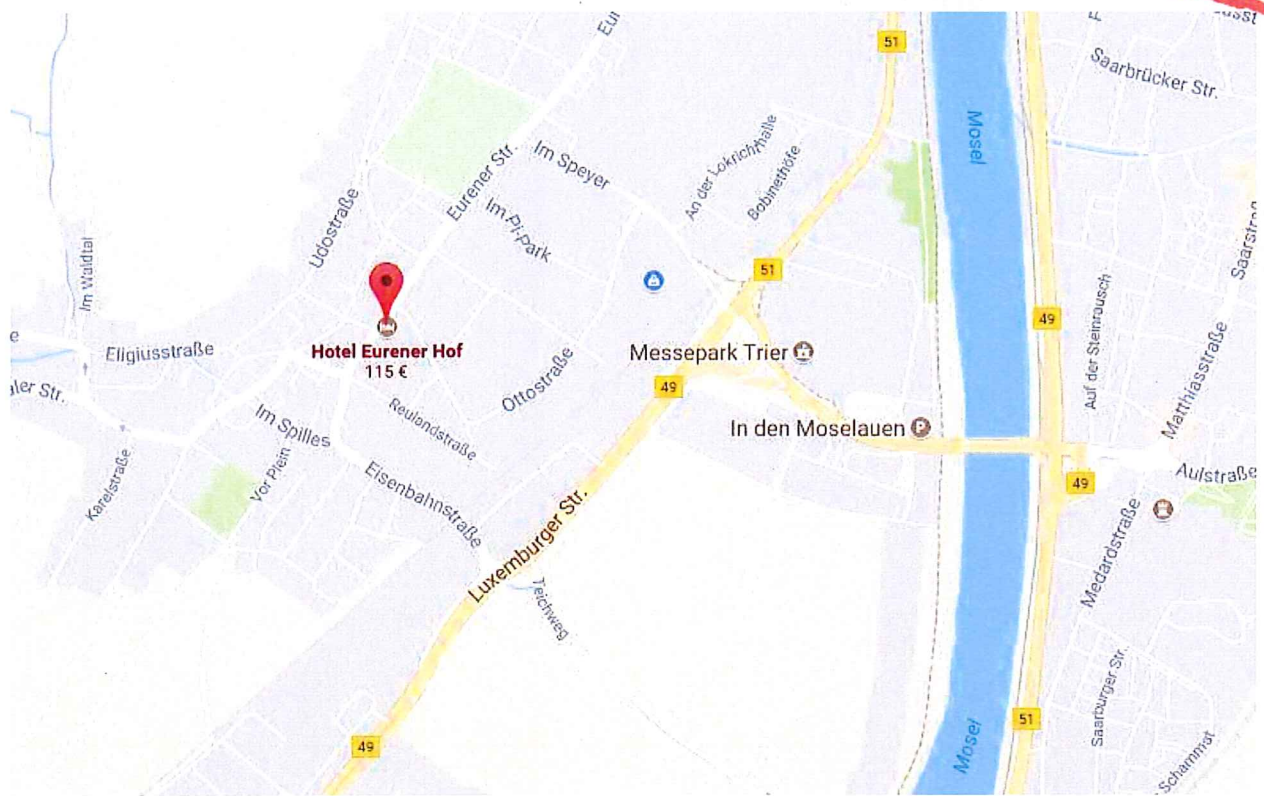 51
Saarbrücker Str.
Mosel
Eurener Str.
Im Speyer
An der Lokrichthalle
Bobinethöfe
Udostraße
Im Pi-park
Im Waldtal
51
49
Saarstraße
Auf der Steinrausch
Matthiasstraße
Eligiusstraße
Hotel Eurener Hof
115 €
Messepark Trier
49
Ottostraße
Reulandstraße
Im Spilles
In den Moselauen
Aulstraße
49
Karelstraße
Vor Plein
Eisenbahnstraße
Medardstraße
Luxemburger Str.
Teichweg
Saarburger Str.
49
51
Mosel
Schammst